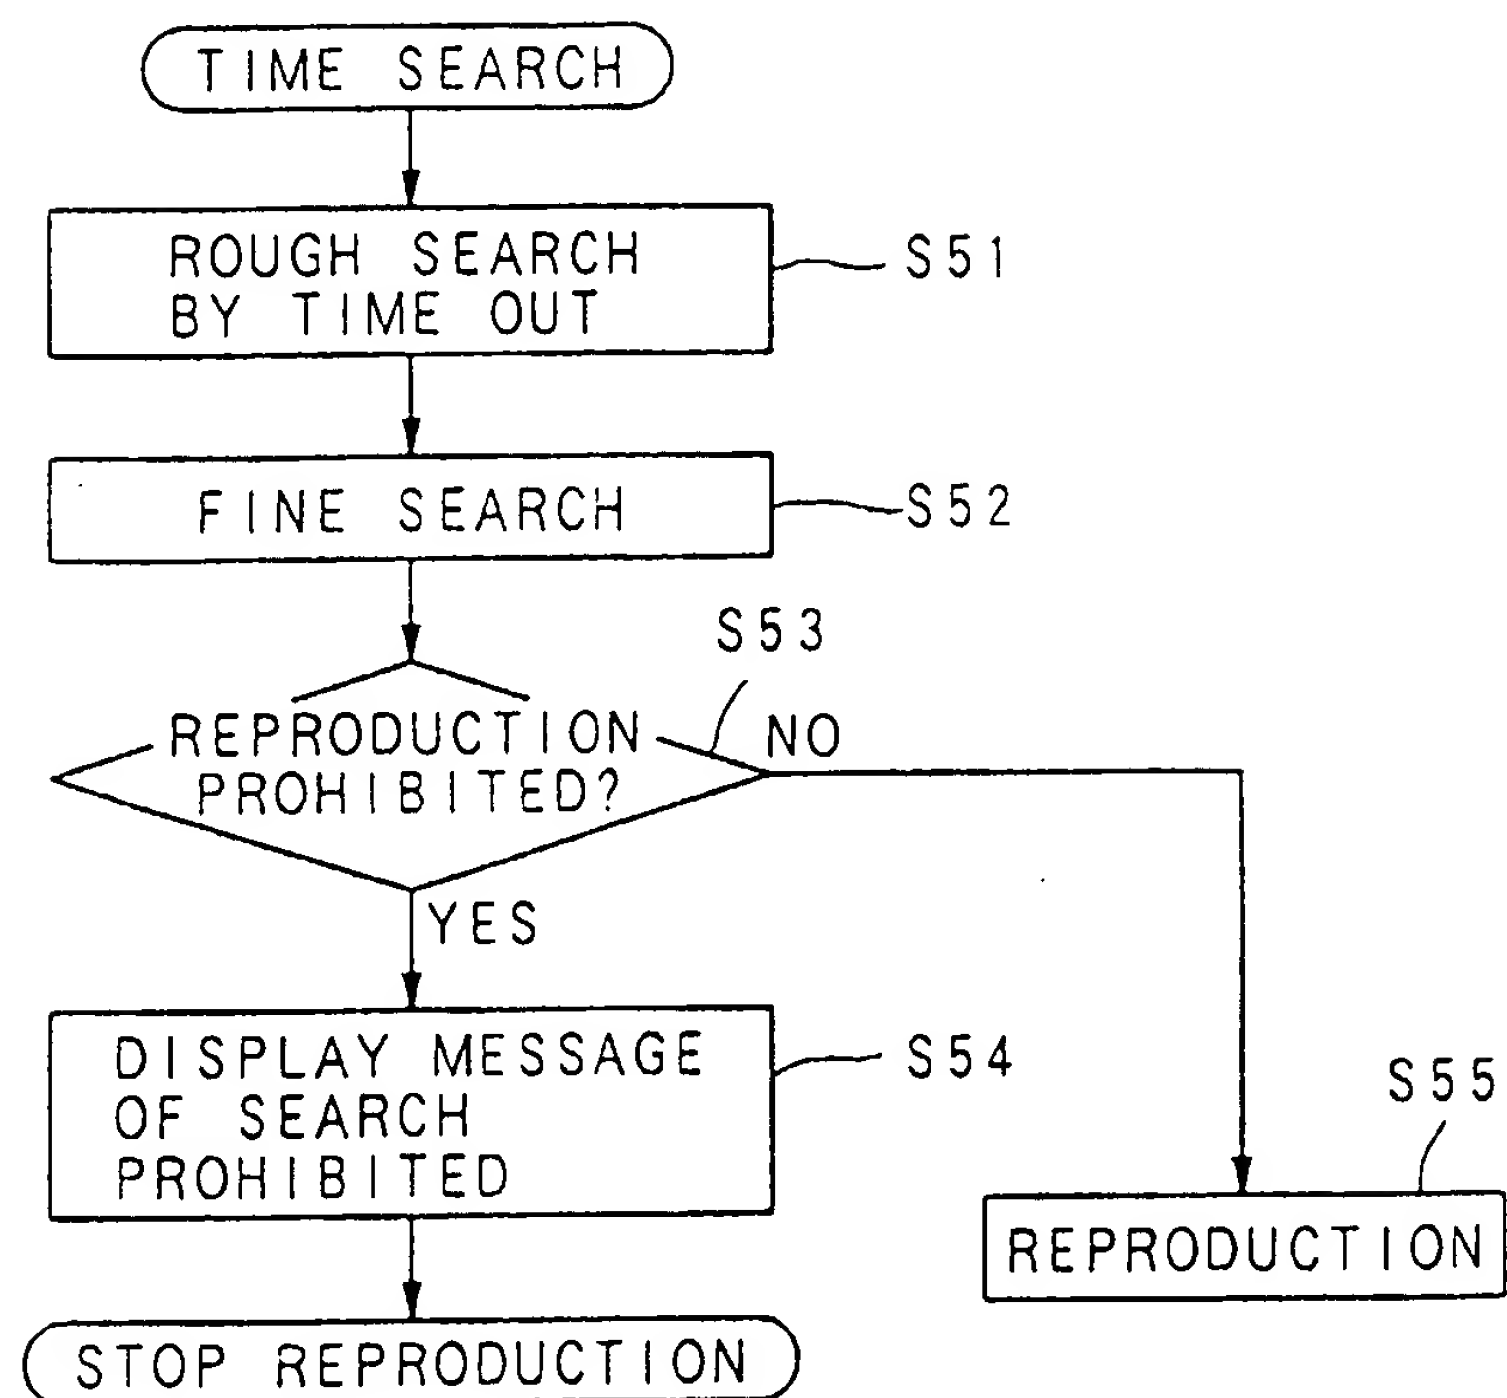 TIME SEARCH
ROUGH SEARCH
BY TIME OUT
S51
FINE SEARCH
S52
S53
REPRODUCTION
PROHIBITED?
NO
YES
DISPLAY MESSAGE
OF SEARCH
PROHIBITED
S54
S55
REPRODUCTION
STOP REPRODUCTION